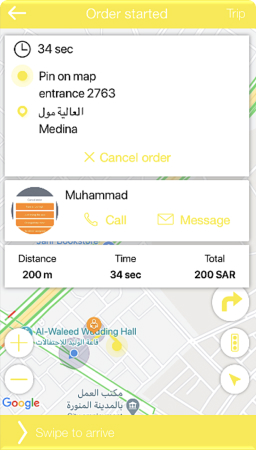 Order started
Trip
34 sec
Pin on map
entrance 2763
العالية مول
Medina
Cancel order
Muhammad
Call
Message
Distance
Time
Total
200 m
34 sec
200 SAR
Al-Waleed Wedding Hall
قاعة الوليد للاحتفالات
مكتب العمل
بالمدينة المنورة
Google
Swipe to arrive